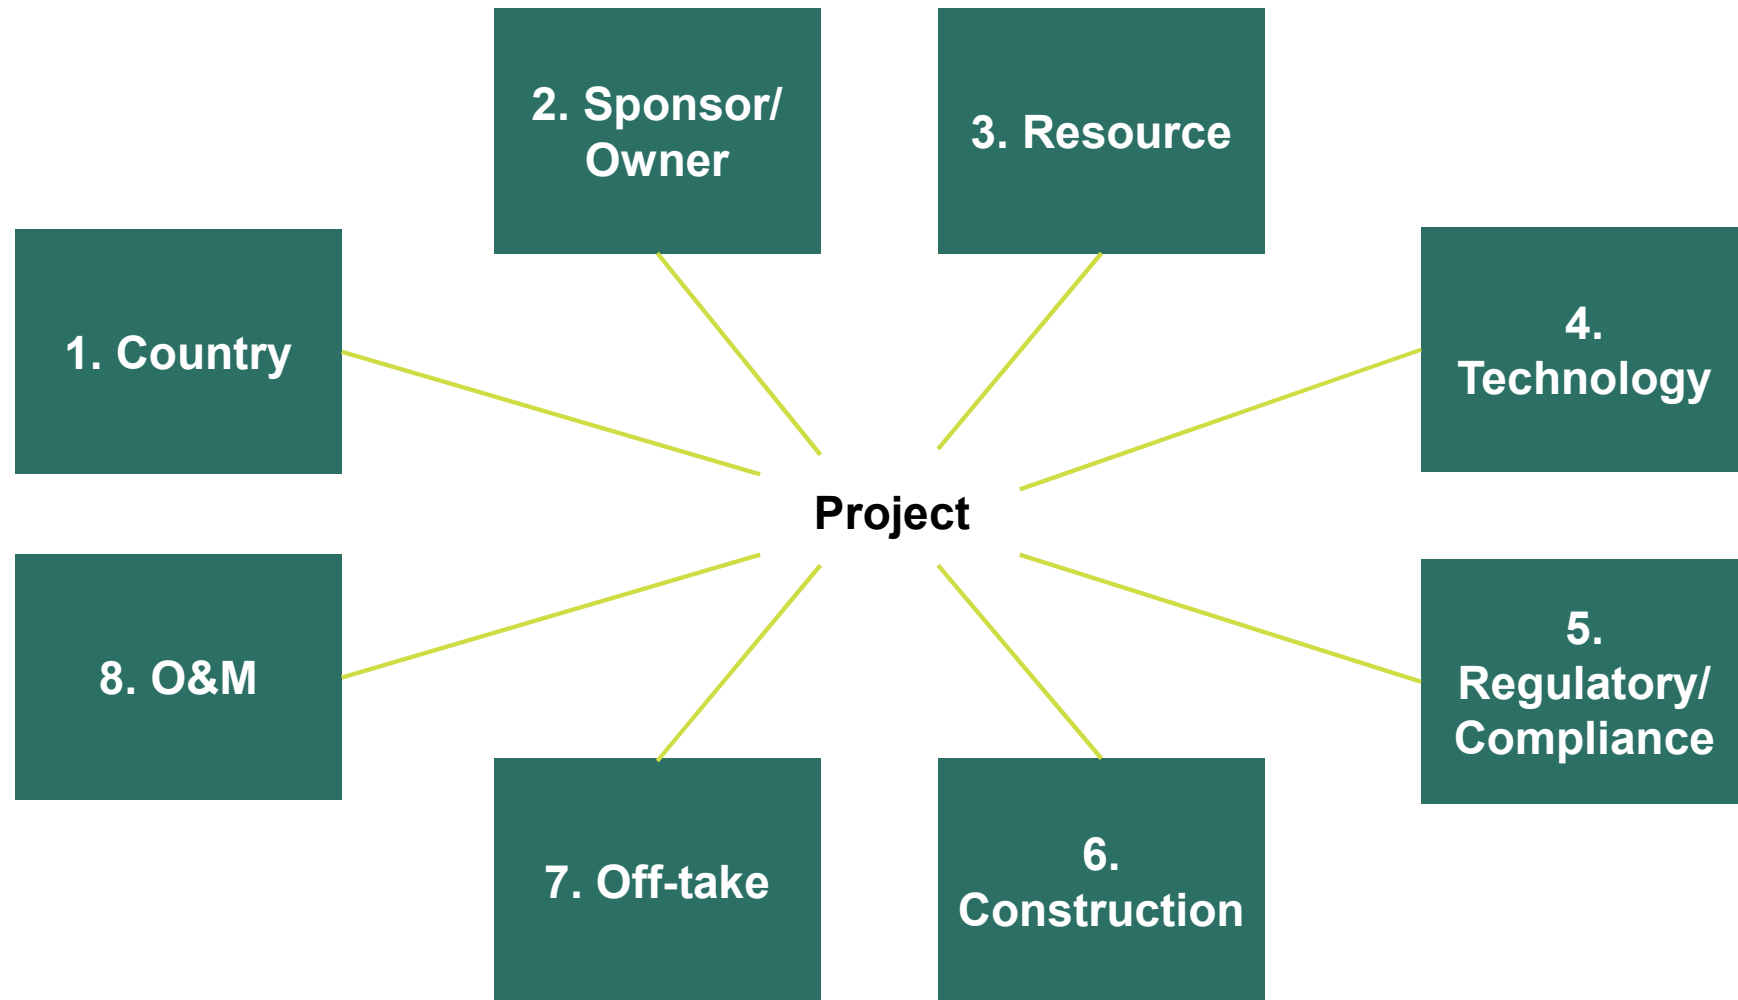 1. Country
2. Sponsor/
Owner
3. Resource
4.
Technology
5.
Regulatory/
Compliance
6.
Construction
7. Off-take
8. O&M
Project